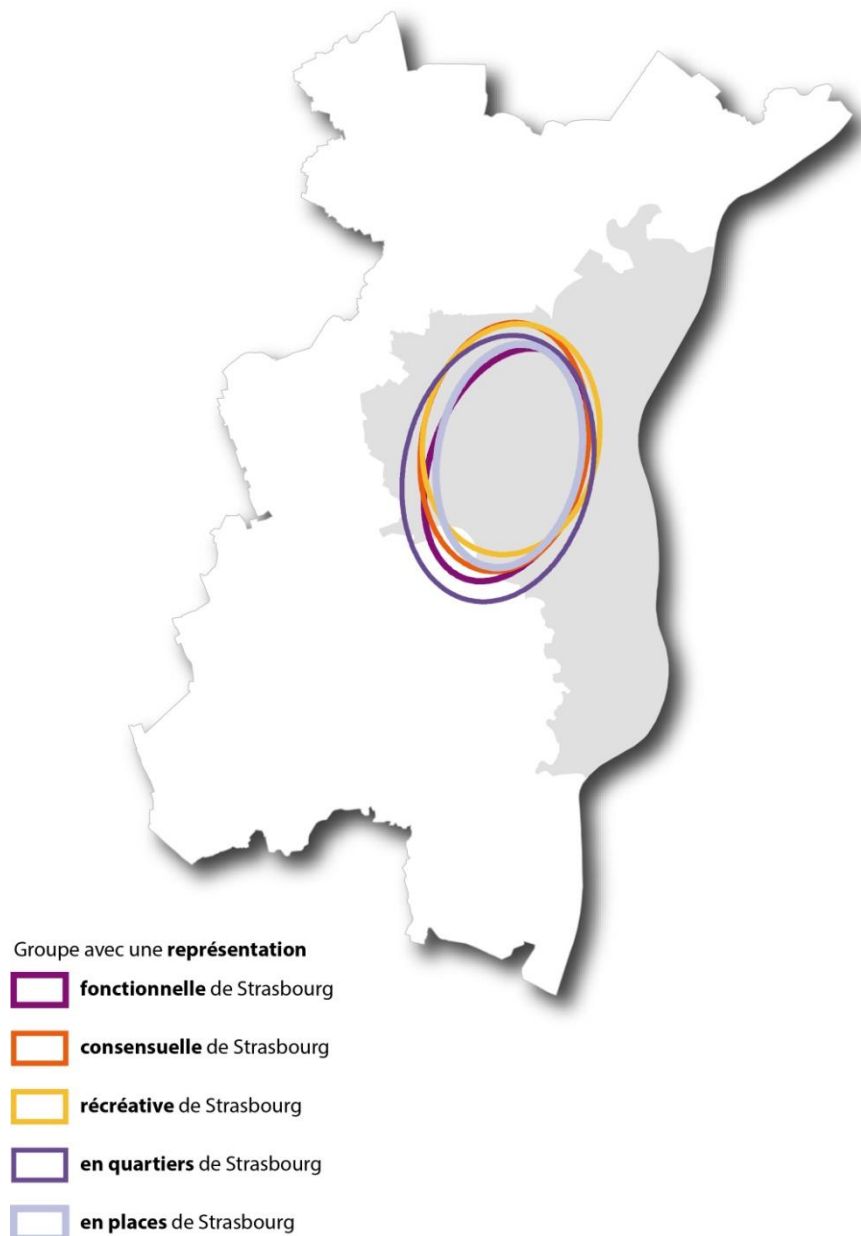 Groupe avec une représentation
fonctionnelle de Strasbourg
consensuelle de Strasbourg
récréative de Strasbourg
en quartiers de Strasbourg
en places de Strasbourg